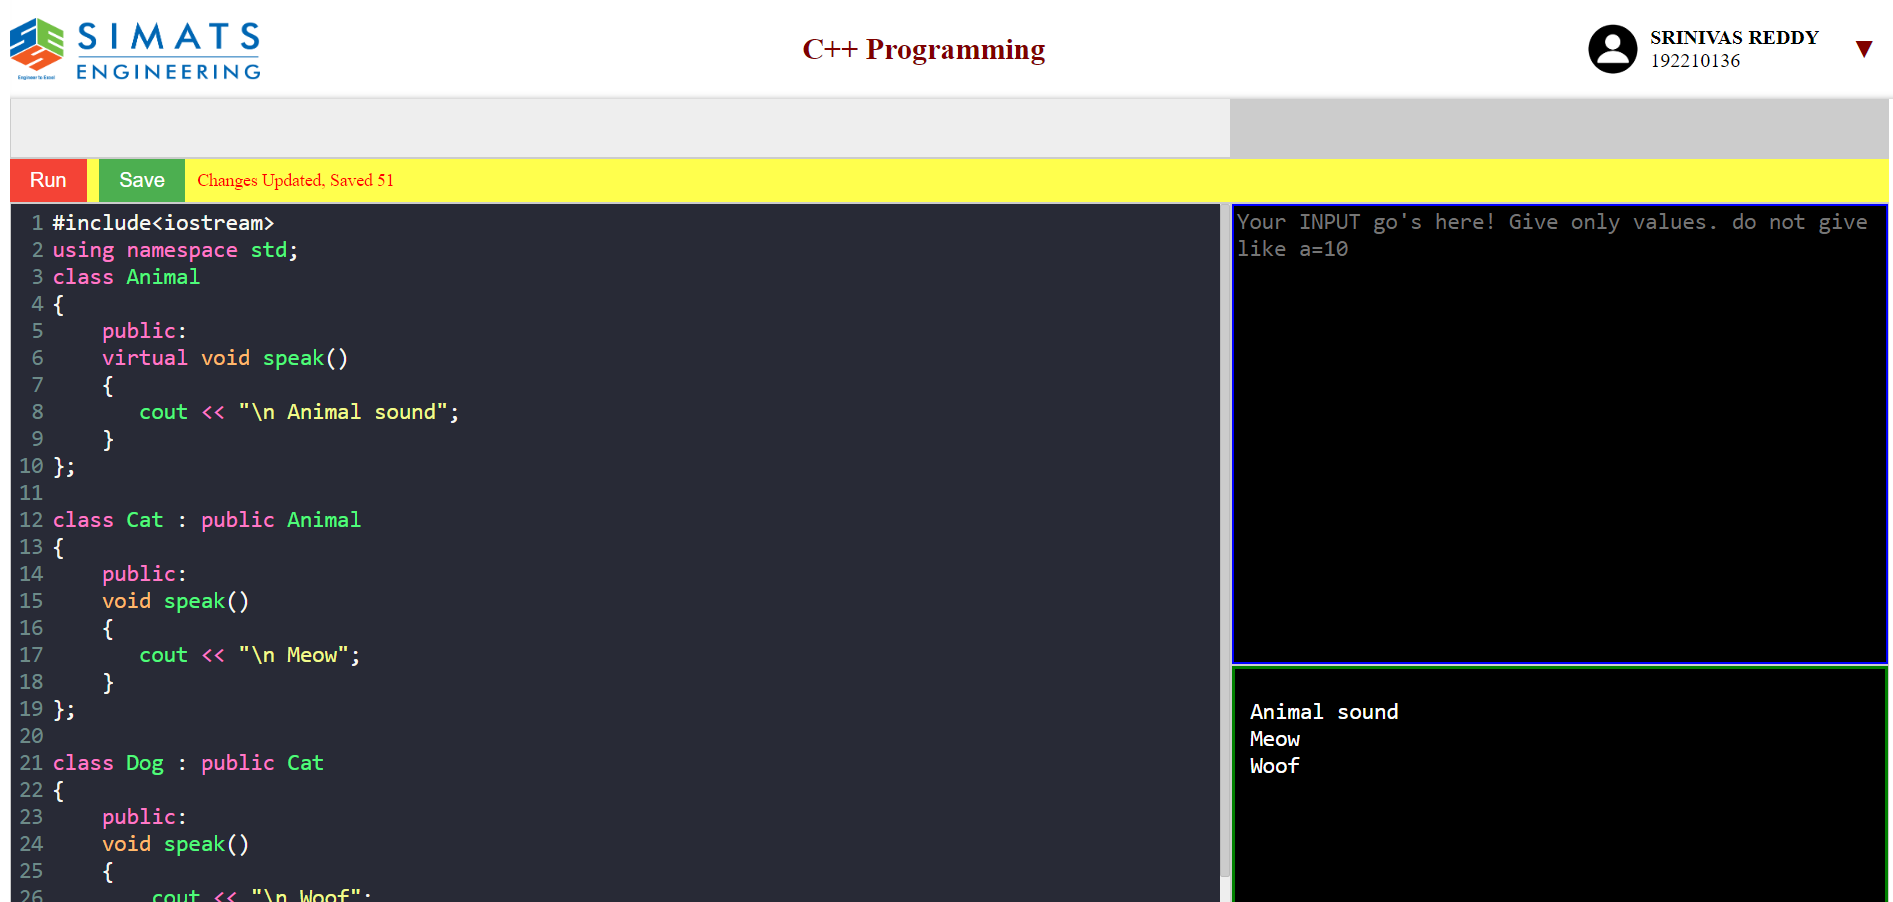 SIMATS
ENGINEERING
Engineer to Excel
C++ Programming
SRINIVAS REDDY
192210136
Run
Save
Changes Updated, Saved 51
1 #include<iostream>
2 using namespace std;
3 class Animal
4 {
5     public:
6     virtual void speak()
7     {
8        cout << "\n Animal sound";
9     }
10 };
11
12 class Cat : public Animal
13 {
14     public:
15     void speak()
16     {
17        cout << "\n Meow";
18     }
19 };
20
21 class Dog : public Cat
22 {
23     public:
24     void speak()
25     {
26         cout << "\n Woof";
Your INPUT go's here! Give only values. do not give
like a=10
Animal sound
Meow
Woof